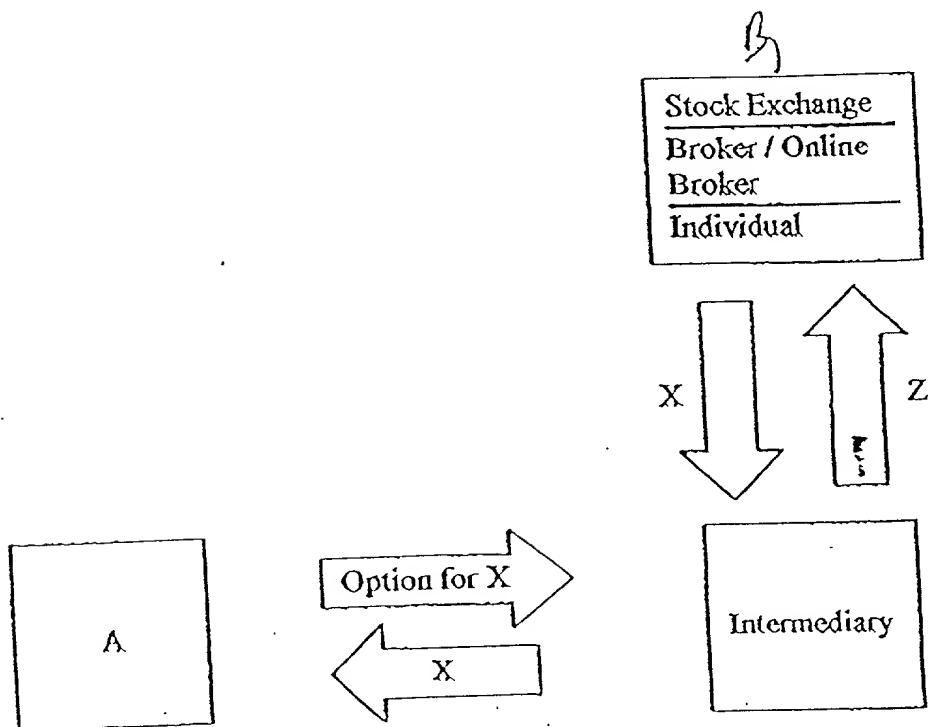 B
Stock Exchange
Broker / Online
Broker
Individual
X
Z
Option for X
A
Intermediary
X